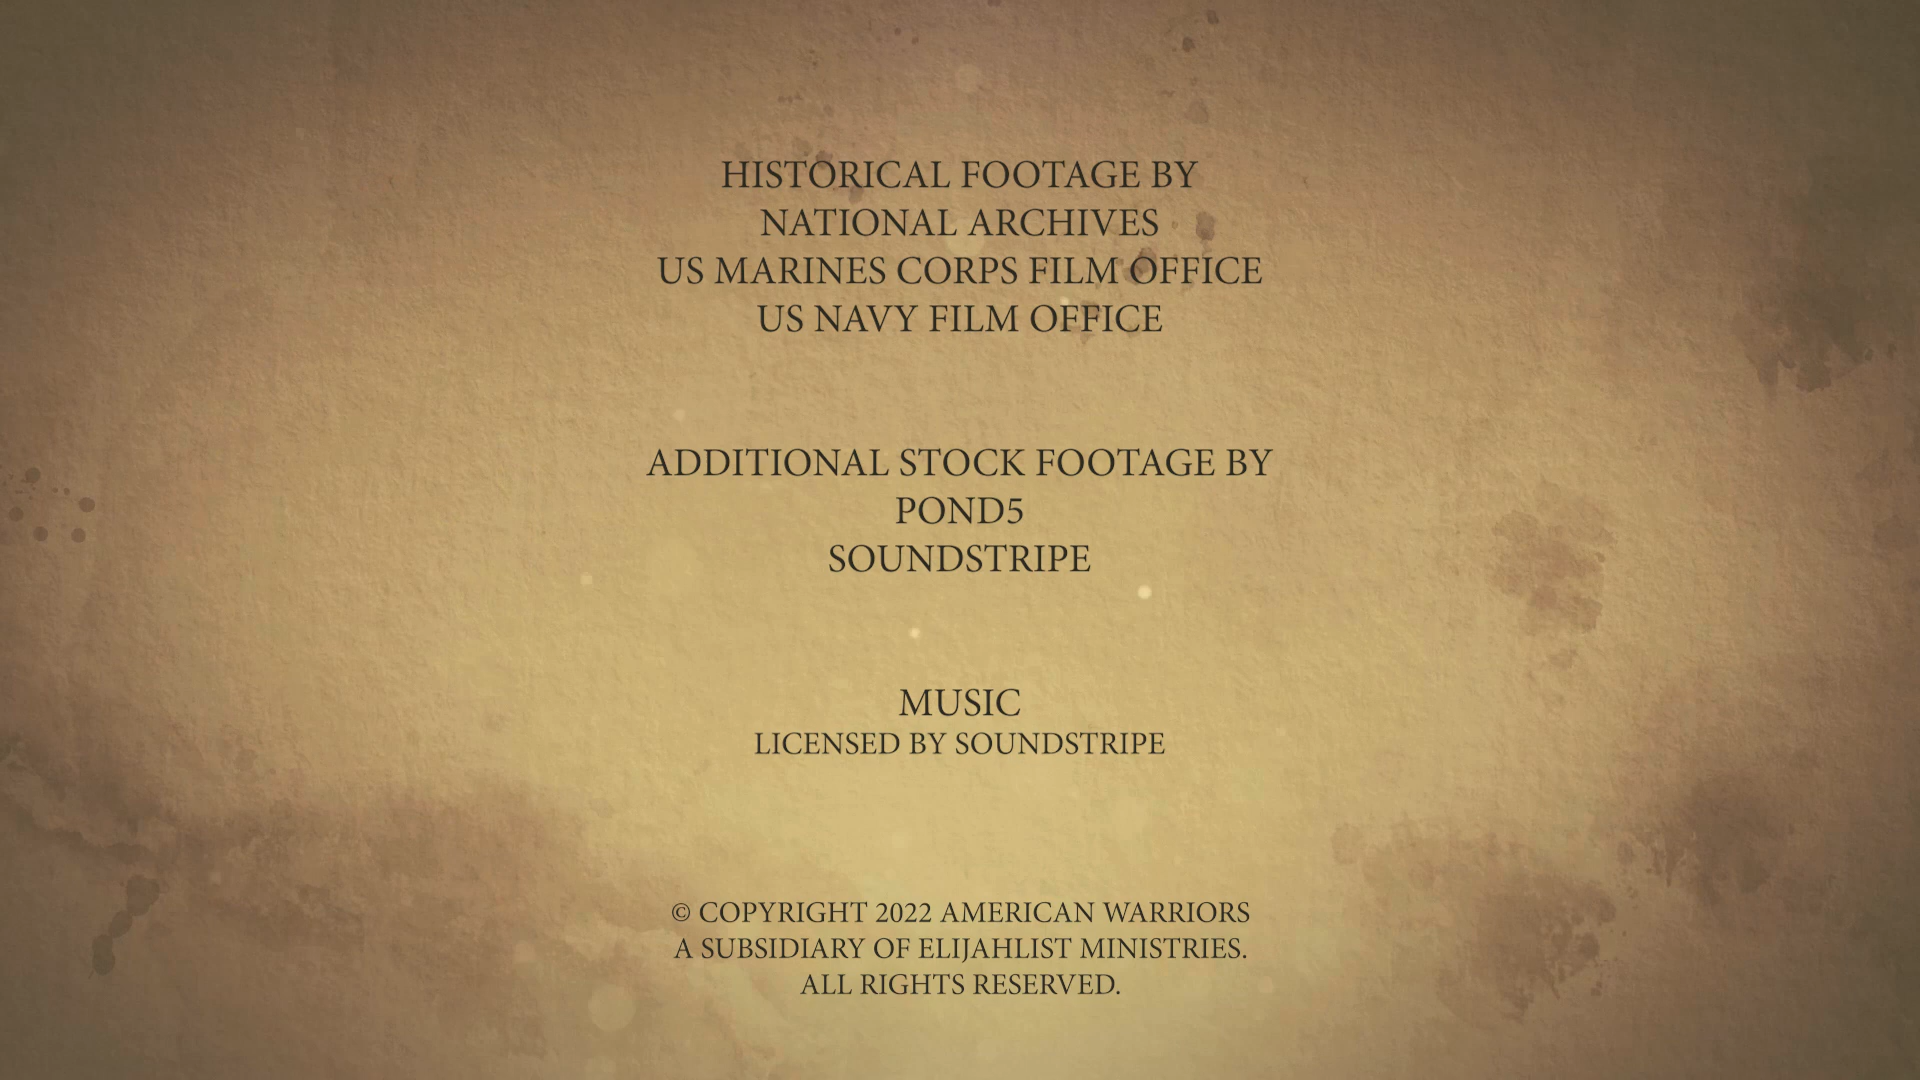 HISTORICAL FOOTAGE BY
NATIONAL ARCHIVES
US MARINES CORPS FILM OFFICE
US NAVY FILM OFFICE
ADDITIONAL STOCK FOOTAGE BY
POND5
SOUNDSTRIPE
MUSIC
LICENSED BY SOUNDSTRIPE
© COPYRIGHT 2022 AMERICAN WARRIORS
A SUBSIDIARY OF ELIJAHLIST MINISTRIES.
ALL RIGHTS RESERVED.